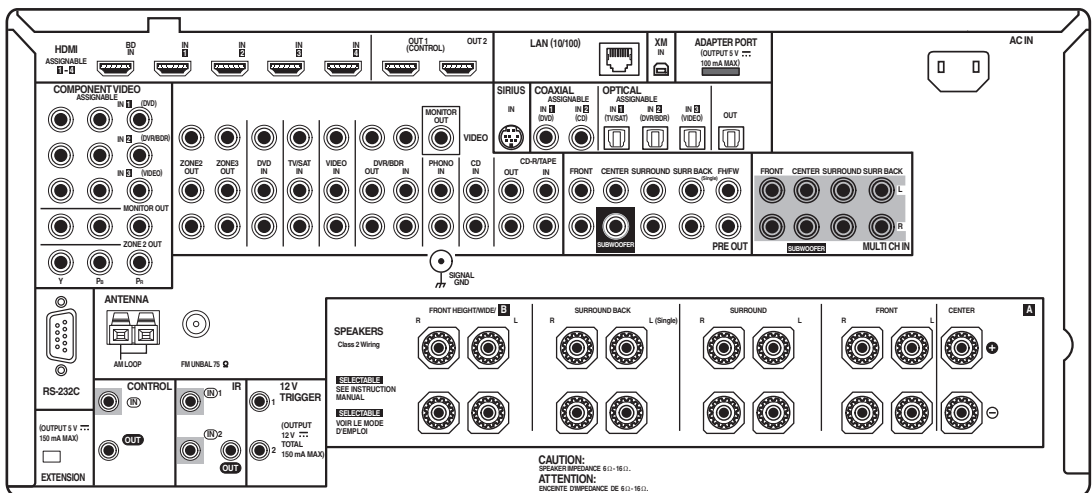 HDMI
ASSIGNABLE
1 - 4
BD
IN
IN
1
IN
2
IN
3
IN
4
OUT 1
(CONTROL)
OUT 2
LAN (10/100)
XM
IN
ADAPTER PORT
(OUTPUT 5 V
100 mA MAX)
AC IN
COMPONENT VIDEO
ASSIGNABLE
IN 1 (DVD)
IN 2 (DVR/BDR)
IN 3 (VIDEO)
MONITOR OUT
ZONE 2 OUT
Y PB PR
MONITOR
OUT
VIDEO
ZONE2
OUT
ZONE3
OUT
DVD
IN
TV/SAT
IN
VIDEO
IN
DVR/BDR
OUT IN
PHONO
IN
CD
IN
CD-R/TAPE
OUT IN
SIGNAL
GND
SIRIUS
IN
COAXIAL
ASSIGNABLE
IN 1
(DVD)
IN 2
(CD)
OPTICAL
ASSIGNABLE
IN 1
(TV/SAT)
IN 2
(DVR/BDR)
IN 3
(VIDEO)
OUT
FRONT CENTER SURROUND SURR BACK FH/FW
(Single)
SUBWOOFER
PRE OUT
FRONT CENTER SURROUND SURR BACK
L
R
SUBWOOFER
MULTI CH IN
RS-232C
ANTENNA
AM LOOP
FM UNBAL 75 Ω
(OUTPUT 5 V
150 mA MAX)
EXTENSION
CONTROL
IN
OUT
IR
IN 1
IN 2
OUT
12 V
TRIGGER
1
(OUTPUT
12 V
TOTAL
150 mA MAX)
2
SPEAKERS
Class 2 Wiring
SELECTABLE
SEE INSTRUCTION
MANUAL
SELECTABLE
VOIR LE MODE
D'EMPLOI
FRONT HEIGHT/WIDE/ B
R L
SURROUND BACK
R L (Single)
SURROUND
R L
FRONT
R L
CENTER
A
+
−
CAUTION:
SPEAKER IMPEDANCE 6Ω-16Ω.
ATTENTION:
ENCEINTE D'IMPEDANCE DE 6Ω-16Ω.